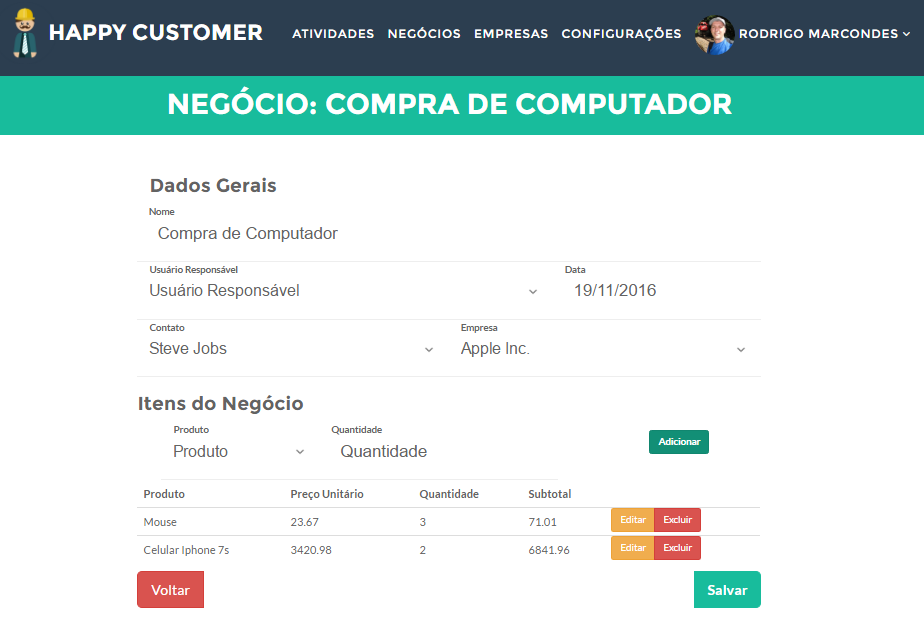 HAPPY CUSTOMER ATIVIDADES NEGÓCIOS EMPRESAS CONFIGURAÇÕES RODRIGO MARCONDES
NEGÓCIO: COMPRA DE COMPUTADOR
Dados Gerais
Nome
Compra de Computador
Usuário Responsável Data
Usuário Responsável 19/11/2016
Contato Empresa
Steve Jobs Apple Inc.
Itens do Negócio
Produto Quantidade
Produto Quantidade Adicionar
Produto Preço Unitário Quantidade Subtotal
Mouse 23.67 3 71.01 Editar Excluir
Celular Iphone 7s 3420.98 2 6841.96 Editar Excluir
Voltar Salvar